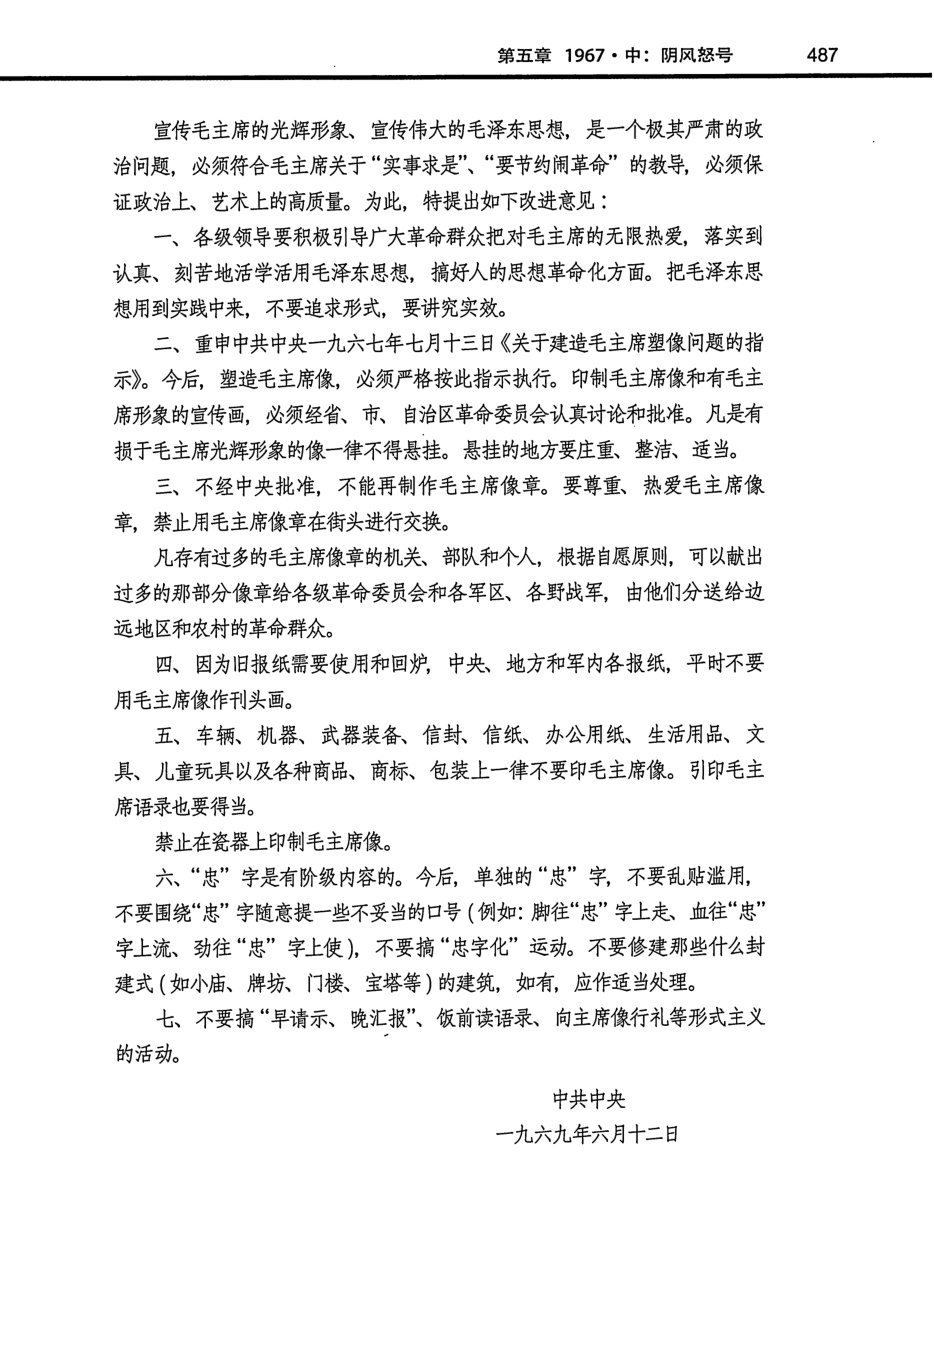 第五章 1967·中：阴风怒号 487
宣传毛主席的光辉形象、宣传伟大的毛泽东思想，是一个极其严肃的政
治问题，必须符合毛主席关于“实事求是”、“要节约闹革命”的教导，必须保
证政治上、艺术上的高质量。为此，特提出如下改进意见：
一、各级领导要积极引导广大革命群众把对毛主席的无限热爱，落实到
认真、刻苦地活学活用毛泽东思想，搞好人的思想革命化方面。把毛泽东思
想用到实践中来，不要追求形式，要讲究实效。
二、重申中共中央一九六七年七月十三日《关于建造毛主席塑像问题的指
示》。今后，塑造毛主席像，必须严格按此指示执行。印制毛主席像和有毛主
席形象的宣传画，必须经省、市、自治区革命委员会认真讨论和批准。凡是有
损于毛主席光辉形象的像一律不得悬挂。悬挂的地方要庄重、整洁、适当。
三、不经中央批准，不能再制作毛主席像章。要尊重、热爱毛主席像
章，禁止用毛主席像章在街头进行交换。
凡存有过多的毛主席像章的机关、部队和个人，根据自愿原则，可以献出
过多的那部分像章给各级革命委员会和各军区、各野战军，由他们分送给边
远地区和农村的革命群众。
四、因为旧报纸需要使用和回炉，中央、地方和军内各报纸，平时不要
用毛主席像作刊头画。
五、车辆、机器、武器装备、信封、信纸、办公用纸、生活用品、文
具、儿童玩具以及各种商品、商标、包装上一律不要印毛主席像。引印毛主
席语录也要得当。
禁止在瓷器上印制毛主席像。
六、“忠”字是有阶级内容的。今后，单独的“忠”字，不要乱贴滥用，
不要围绕“忠”字随意提一些不妥当的口号（例如：脚往“忠”字上走、血往“忠”
字上流、劲往“忠”字上使），不要搞“忠字化”运动。不要修建那些什么封
建式（如小庙、牌坊、门楼、宝塔等）的建筑，如有，应作适当处理。
七、不要搞“早请示、晚汇报”、饭前读语录、向主席像行礼等形式主义
的活动。
中共中央
一九六九年六月十二日